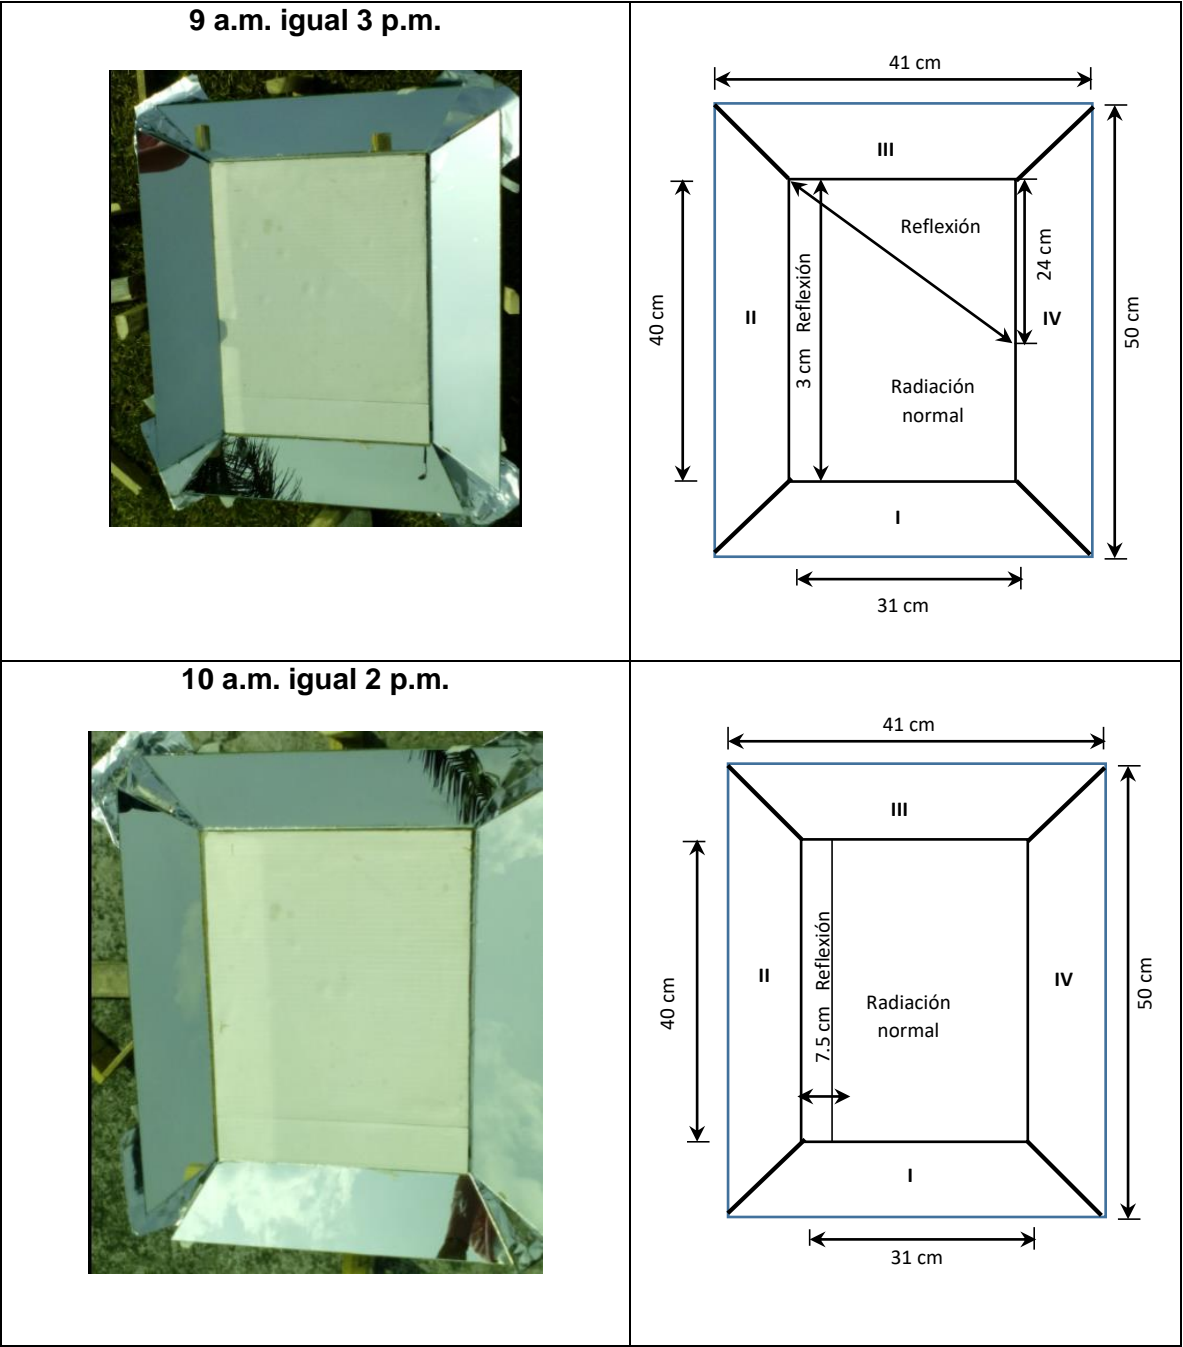 9 a.m. igual 3 p.m.
41 cm
III
Reflexión
24 cm
40 cm
II
3 cm Reflexión
IV
50 cm
Radiación
normal
I
31 cm
10 a.m. igual 2 p.m.
41 cm
III
40 cm
II
7.5 cm Reflexión
Radiación
normal
IV
50 cm
I
31 cm